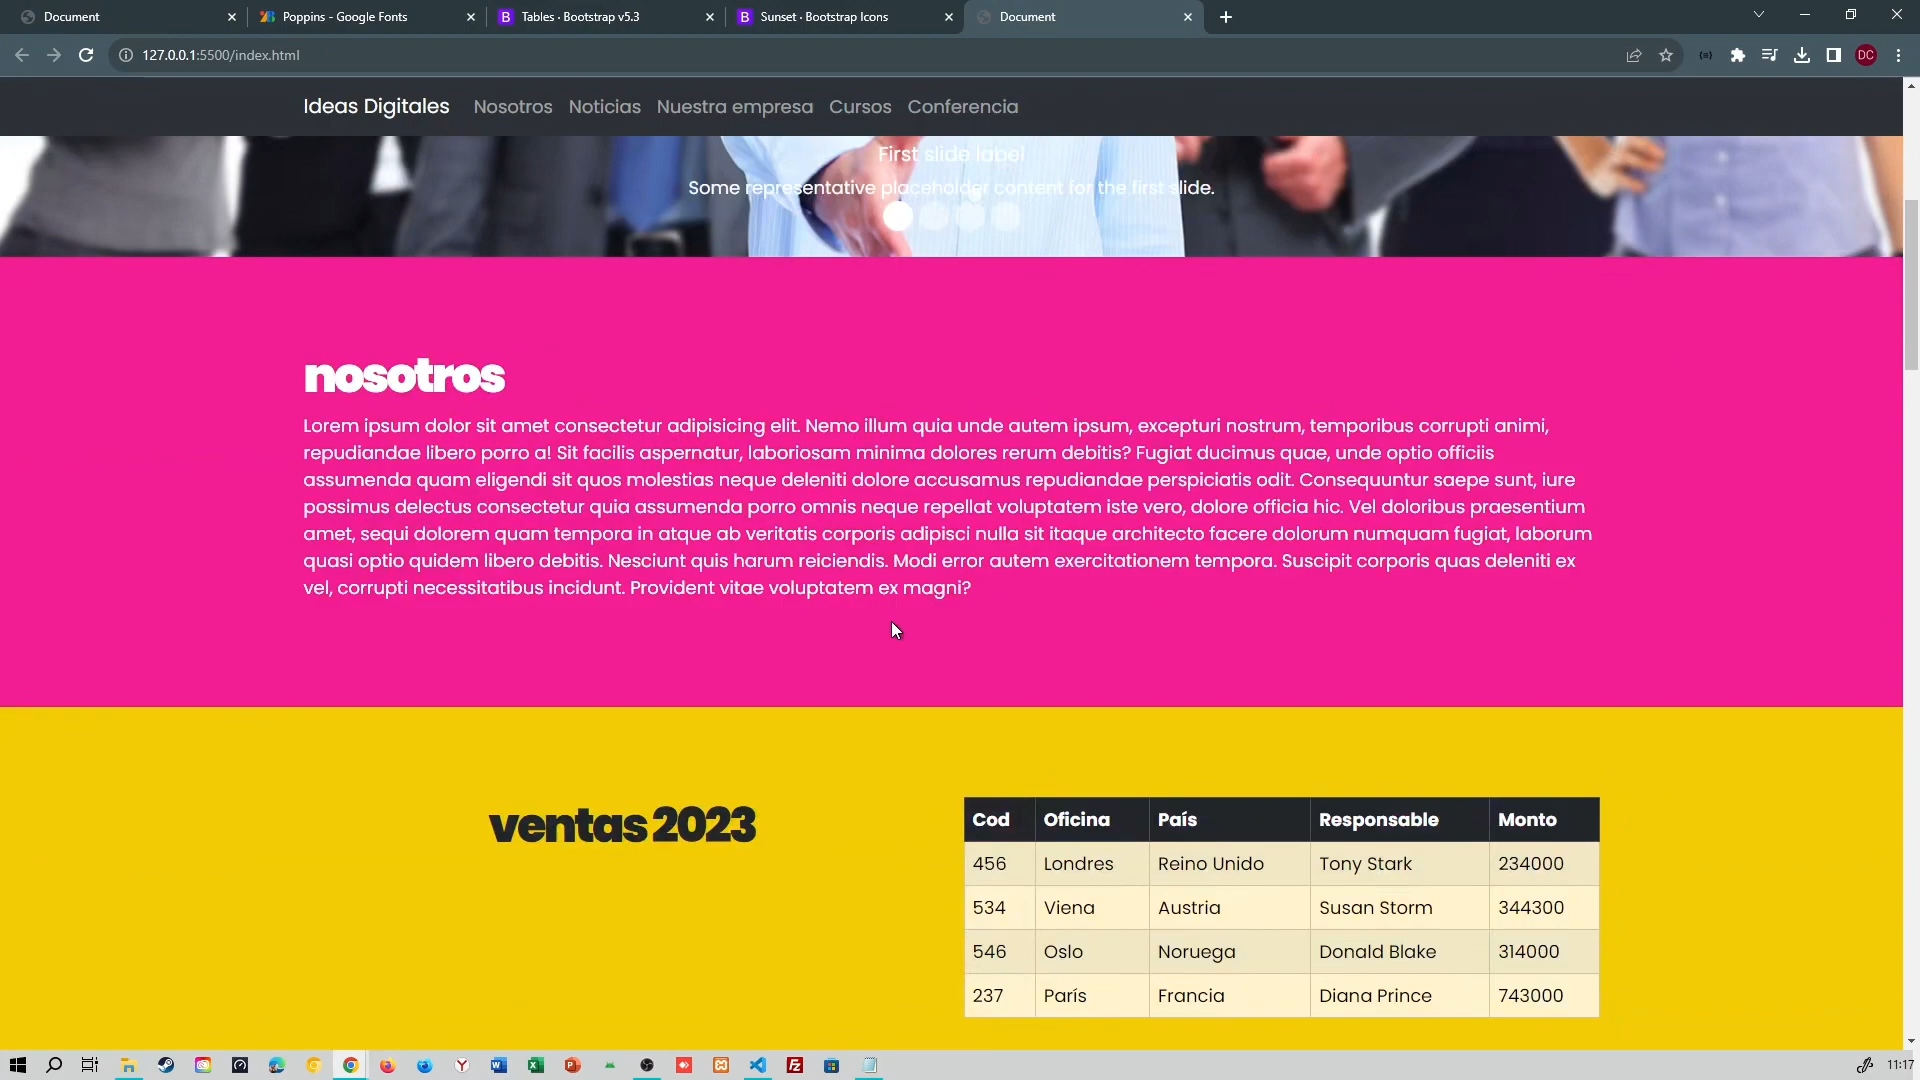 Document
Poppins - Google Fonts
Tables · Bootstrap v5.3
Sunset · Bootstrap Icons
Document
127.0.0.1:5500/index.html
DC
Ideas Digitales Nosotros Noticias Nuestra empresa Cursos Conferencia
First slide label
Some representative placeholder content for the first slide.
nosotros
Lorem ipsum dolor sit amet consectetur adipisicing elit. Nemo illum quia unde autem ipsum, excepturi nostrum, temporibus corrupti animi,
repudiandae libero porro a! Sit facilis aspernatur, laboriosam minima dolores rerum debitis? Fugiat ducimus quae, unde optio officiis
assumenda quam eligendi sit quos molestias neque deleniti dolore accusamus repudiandae perspiciatis odit. Consequuntur saepe sunt, iure
possimus delectus consectetur quia assumenda porro omnis neque repellat voluptatem iste vero, dolore officia hic. Vel doloribus praesentium
amet, sequi dolorem quam tempora in atque ab veritatis corporis adipisci nulla sit itaque architecto facere dolorum numquam fugiat, laborum
quasi optio quidem libero debitis. Nesciunt quis harum reiciendis. Modi error autem exercitationem tempora. Suscipit corporis quas deleniti ex
vel, corrupti necessitatibus incidunt. Provident vitae voluptatem ex magni?
ventas 2023
Cod Oficina País Responsable Monto
456 Londres Reino Unido Tony Stark 234000
534 Viena Austria Susan Storm 344300
546 Oslo Noruega Donald Blake 314000
237 París Francia Diana Prince 743000
11:17